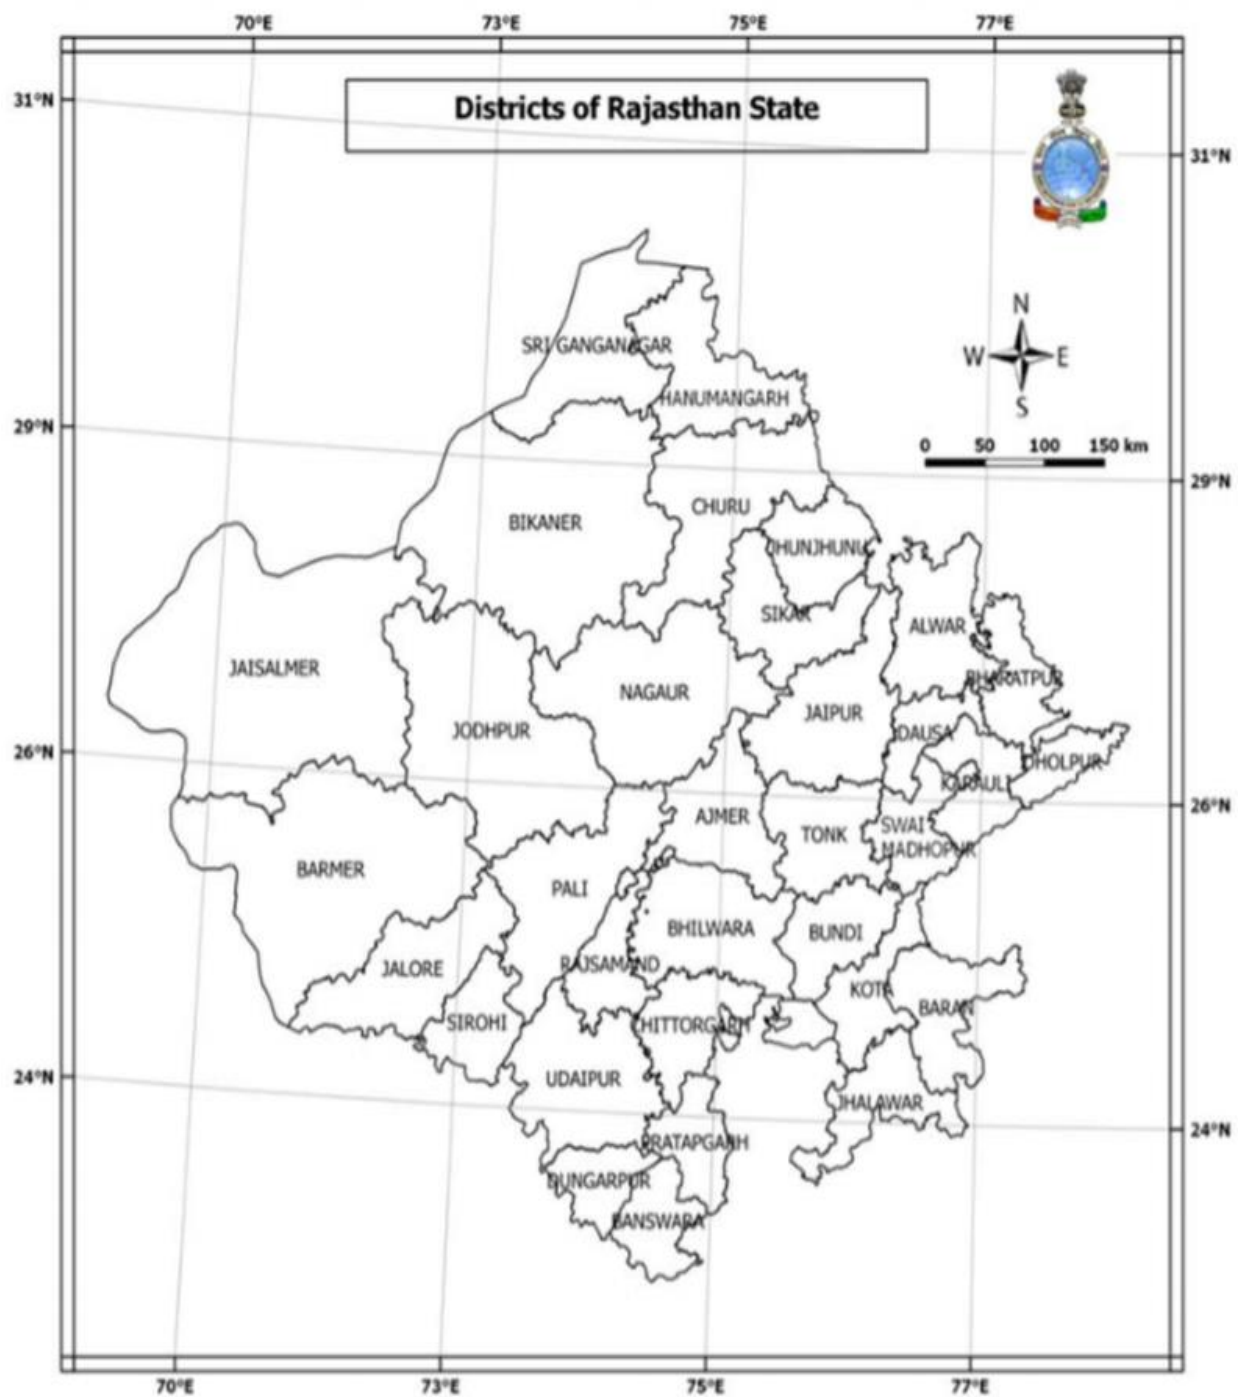 70°E 73°E 75°E 77°E
31°N
Districts of Rajasthan State
31°N
N
SRI GANGANAGAR
W E
HANUMANGARH
S
29°N
0 50 100 150 km
29°N
CHURU
BIKANER
JHUNJHUNU
SIKAR
ALWAR
JAISALMER
BHARATPUR
NAGAUR
JAIPUR
JODHPUR
DAUSA
26°N
DHOLPUR
KARAULI
26°N
AJMER
SWAI
TONK
MADHOPUR
BARMER
PALI
BHILWARA
BUNDI
RAJSAMAND
JALORE
KOTA
BARAN
SIROHI
CHITTORGARH
24°N
UDAIPUR
JHALAWAR
24°N
PRATAPGARH
DUNGARPUR
BANSWARA
70°E 73°E 75°E 77°E